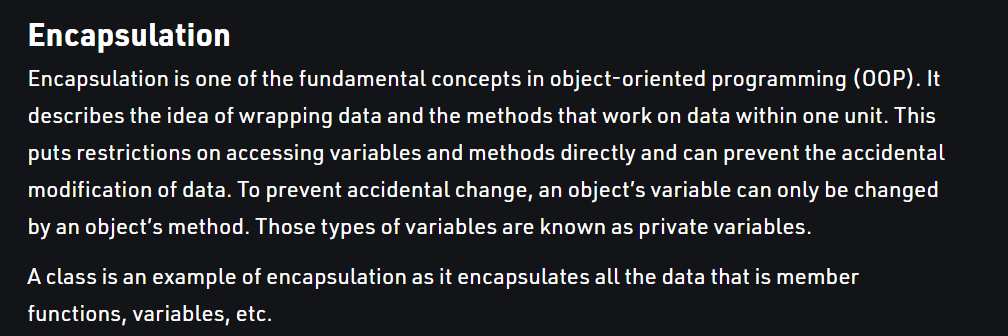 Encapsulation
Encapsulation is one of the fundamental concepts in object-oriented programming (OOP). It
describes the idea of wrapping data and the methods that work on data within one unit. This
puts restrictions on accessing variables and methods directly and can prevent the accidental
modification of data. To prevent accidental change, an object’s variable can only be changed
by an object’s method. Those types of variables are known as private variables.
A class is an example of encapsulation as it encapsulates all the data that is member
functions, variables, etc.